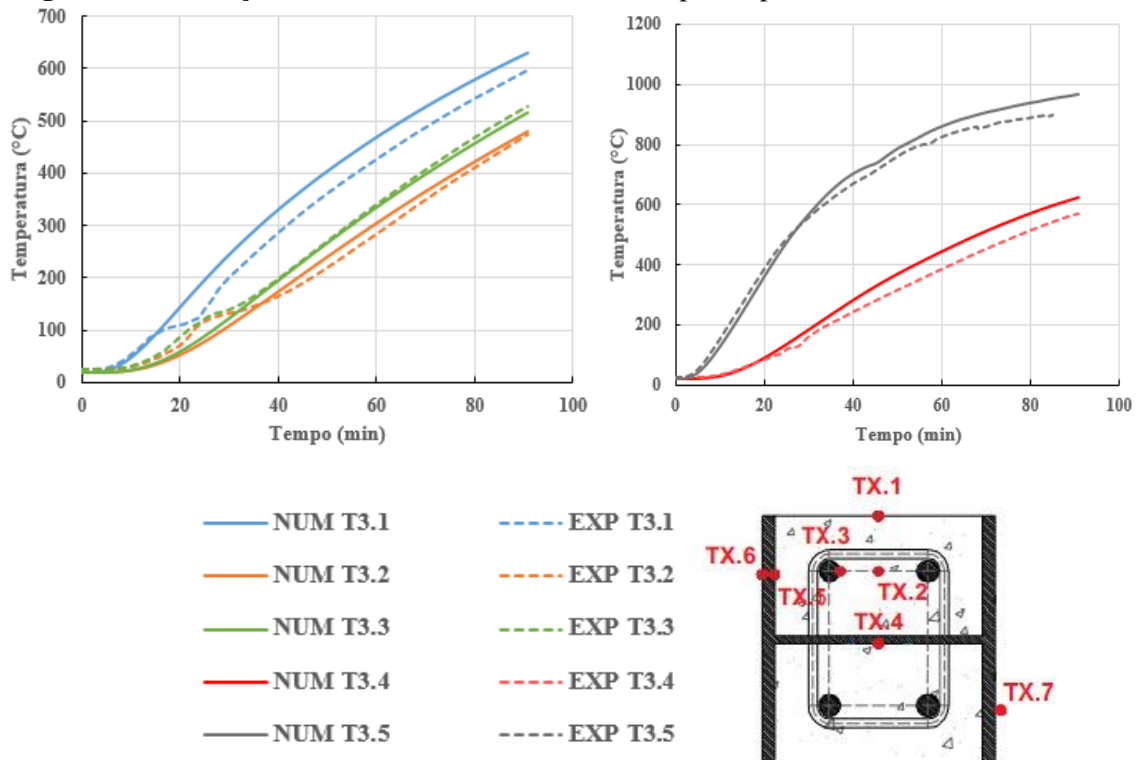 700
600
500
400
300
200
100
0
0 20 40 60 80 100
Temperatura (°C)
Tempo (min)
1200
1000
800
600
400
200
0
0 20 40 60 80 100
Temperatura (°C)
Tempo (min)
NUM T3.1 EXP T3.1
NUM T3.2 EXP T3.2
NUM T3.3 EXP T3.3
NUM T3.4 EXP T3.4
NUM T3.5 EXP T3.5
TX.1
TX.3
TX.6
TX.5
TX.2
TX.4
TX.7